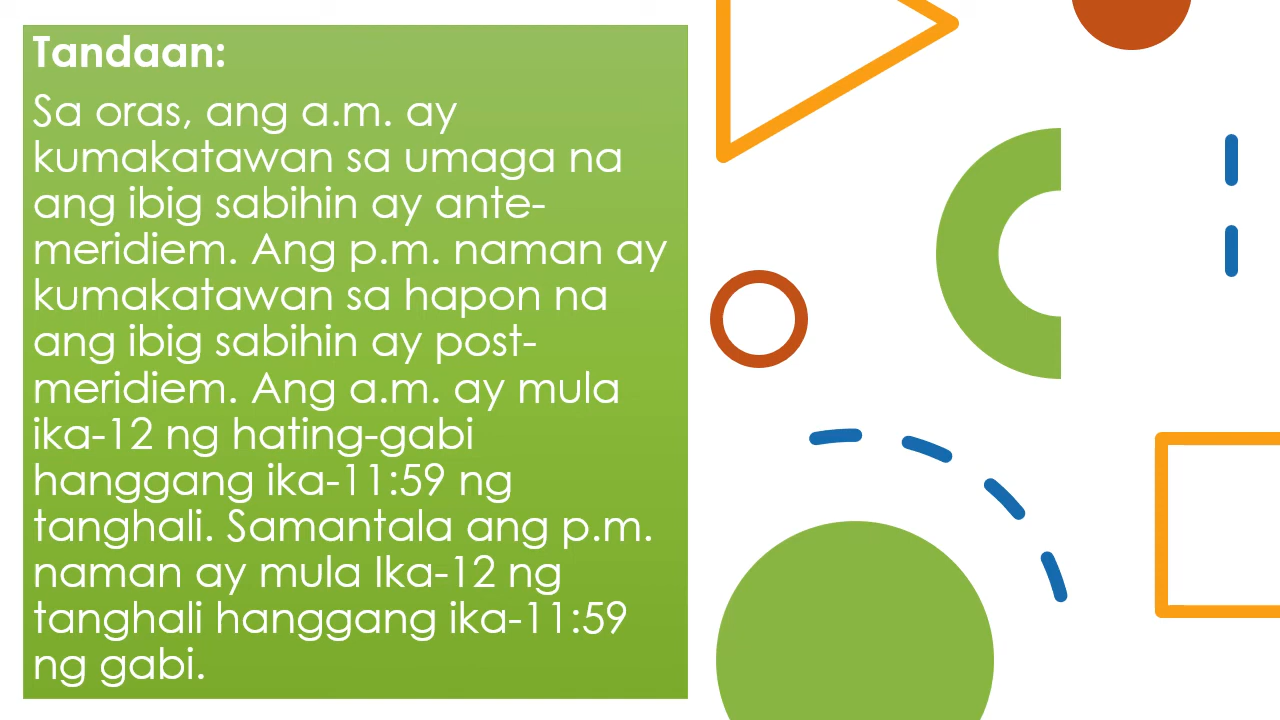 Tandaan:
Sa oras, ang a.m. ay
kumakatawan sa umaga na
ang ibig sabihin ay ante-
meridiem. Ang p.m. naman ay
kumakatawan sa hapon na
ang ibig sabihin ay post-
meridiem. Ang a.m. ay mula
ika-12 ng hating-gabi
hanggang ika-11:59 ng
tanghali. Samantala ang p.m.
naman ay mula Ika-12 ng
tanghali hanggang ika-11:59
ng gabi.